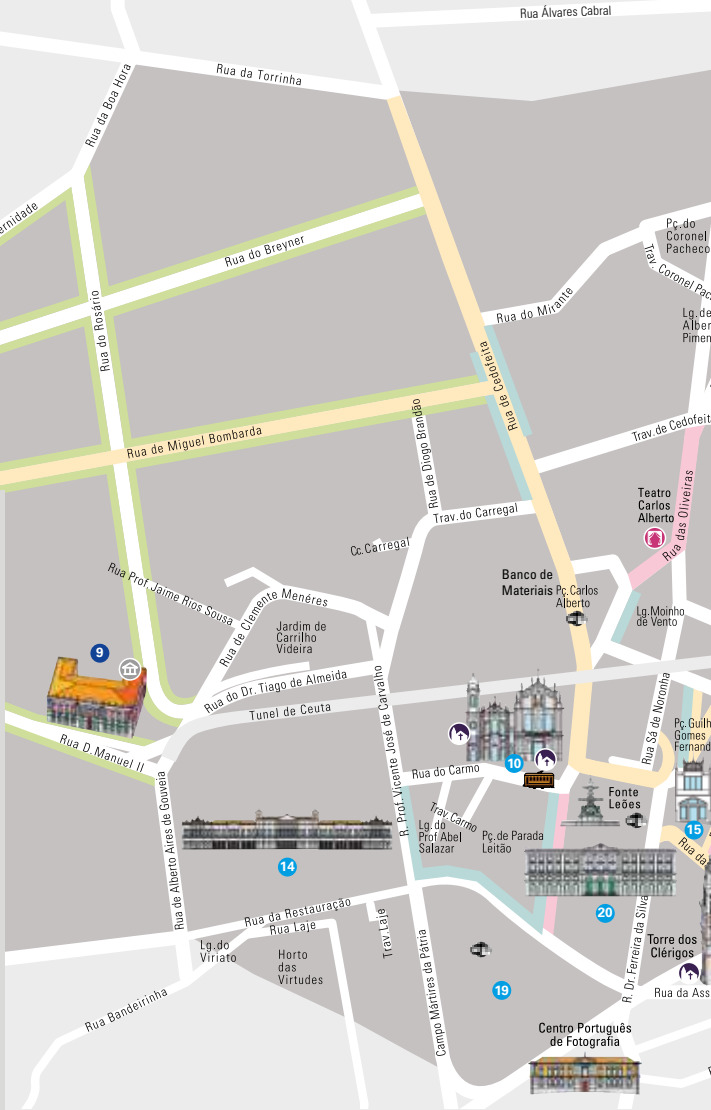 Rua Álvares Cabral
Rua da Torrinha
Rua da Boa Hora
ernidade
Pç. do
Coronel
Pacheco
Trav. Coronel Pac
Rua do Breyner
Rua do Rosário
Rua do Mirante
Lg. de
Alber
Pimen
Rua de Cedofeita
Rua de Miguel Bombarda
Rua de Diogo Brandão
Trav. de Cedofeit
Teatro
Carlos
Alberto
Rua das Oliveiras
Trav. do Carregal
Cc. Carregal
Banco de
Materiais
Pç. Carlos
Alberto
Rua Prof. Jaime Rios Sousa
Rua de Clemente Menéres
Jardim de
Carrilho
Videira
Lg. Moinho
de Vento
9
Rua do Dr. Tiago de Almeida
Tunel de Ceuta
R. Prof. Vicente José de Carvalho
Rua Sá de Noronha
Pç. Guilh
Gomes
Fernand
Rua D Manuel II
10
Rua do Carmo
Fonte
Leões
Rua de Alberto Aires de Gouveia
Trav Carmo
Lg. do
Prof Abel
Salazar
Pç. de Parada
Leitão
15
Rua da
14
20
Rua da Restauração
Rua Laje
Trav. Laje
Lg. do
Viriato
Horto
das
Virtudes
Campo Mártires da Pátria
R. Dr. Ferreira da Silva
Torre dos
Clérigos
19
Rua da Ass
Rua Bandeirinha
Centro Português
de Fotografia